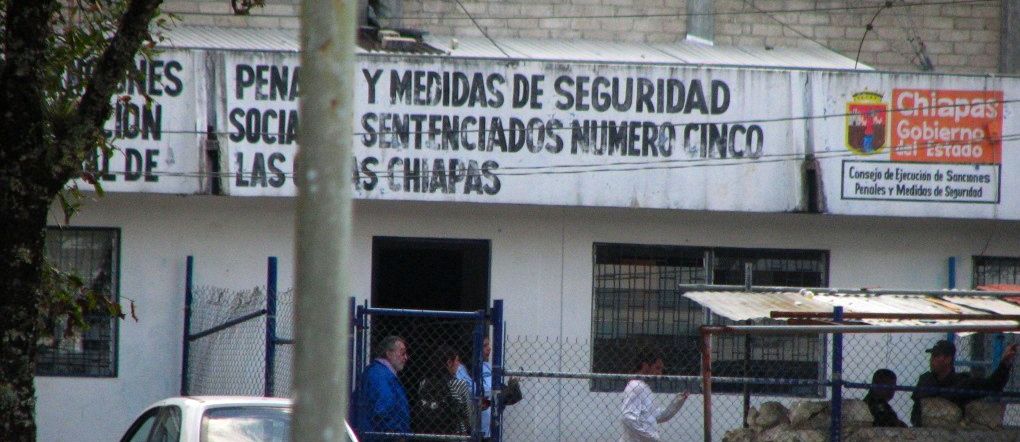 PENA Y MEDIDAS DE SEGURIDAD
SOCIA SENTENCIADOS NUMERO CINCO
LAS AS CHIAPAS
DE
Chiapas
Gobierno
del ESTADO
Consejo de Ejecución de Sanciones
Penales y Medidas de Seguridad